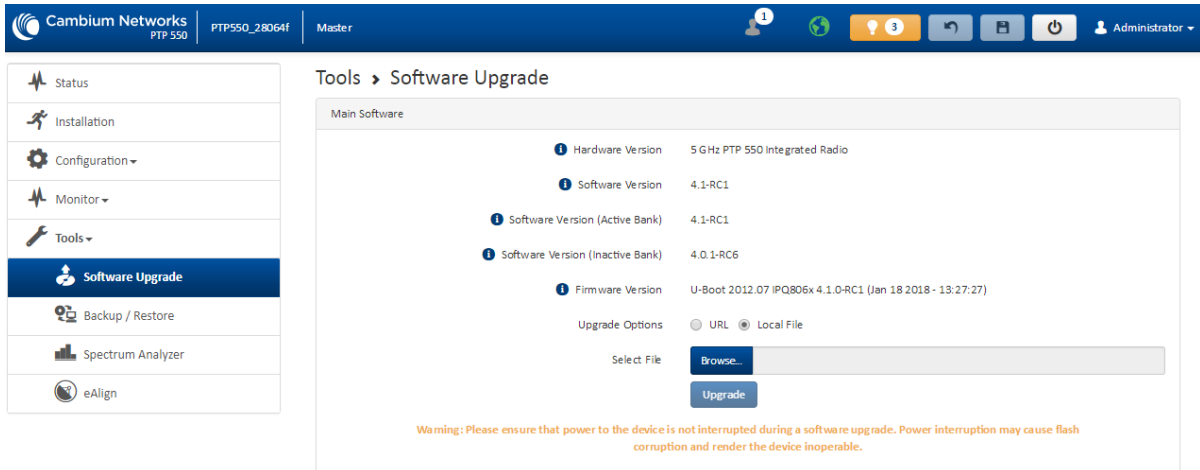 Cambium Networks
PTP 550
PTP550_28064f
Master
1
3
Administrator
Status
Installation
Configuration
Monitor
Tools
Software Upgrade
Backup / Restore
Spectrum Analyzer
eAlign
Tools > Software Upgrade
Main Software
Hardware Version 5 GHz PTP 550 Integrated Radio
Software Version 4.1-RC1
Software Version (Active Bank) 4.1-RC1
Software Version (Inactive Bank) 4.0.1-RC6
Firmware Version U-Boot 2012.07 IPQ806x 4.1.0-RC1 (Jan 18 2018 - 13:27:27)
Upgrade Options URL Local File
Select File Browse...
Upgrade
Warning: Please ensure that power to the device is not interrupted during a software upgrade. Power interruption may cause flash
corruption and render the device inoperable.